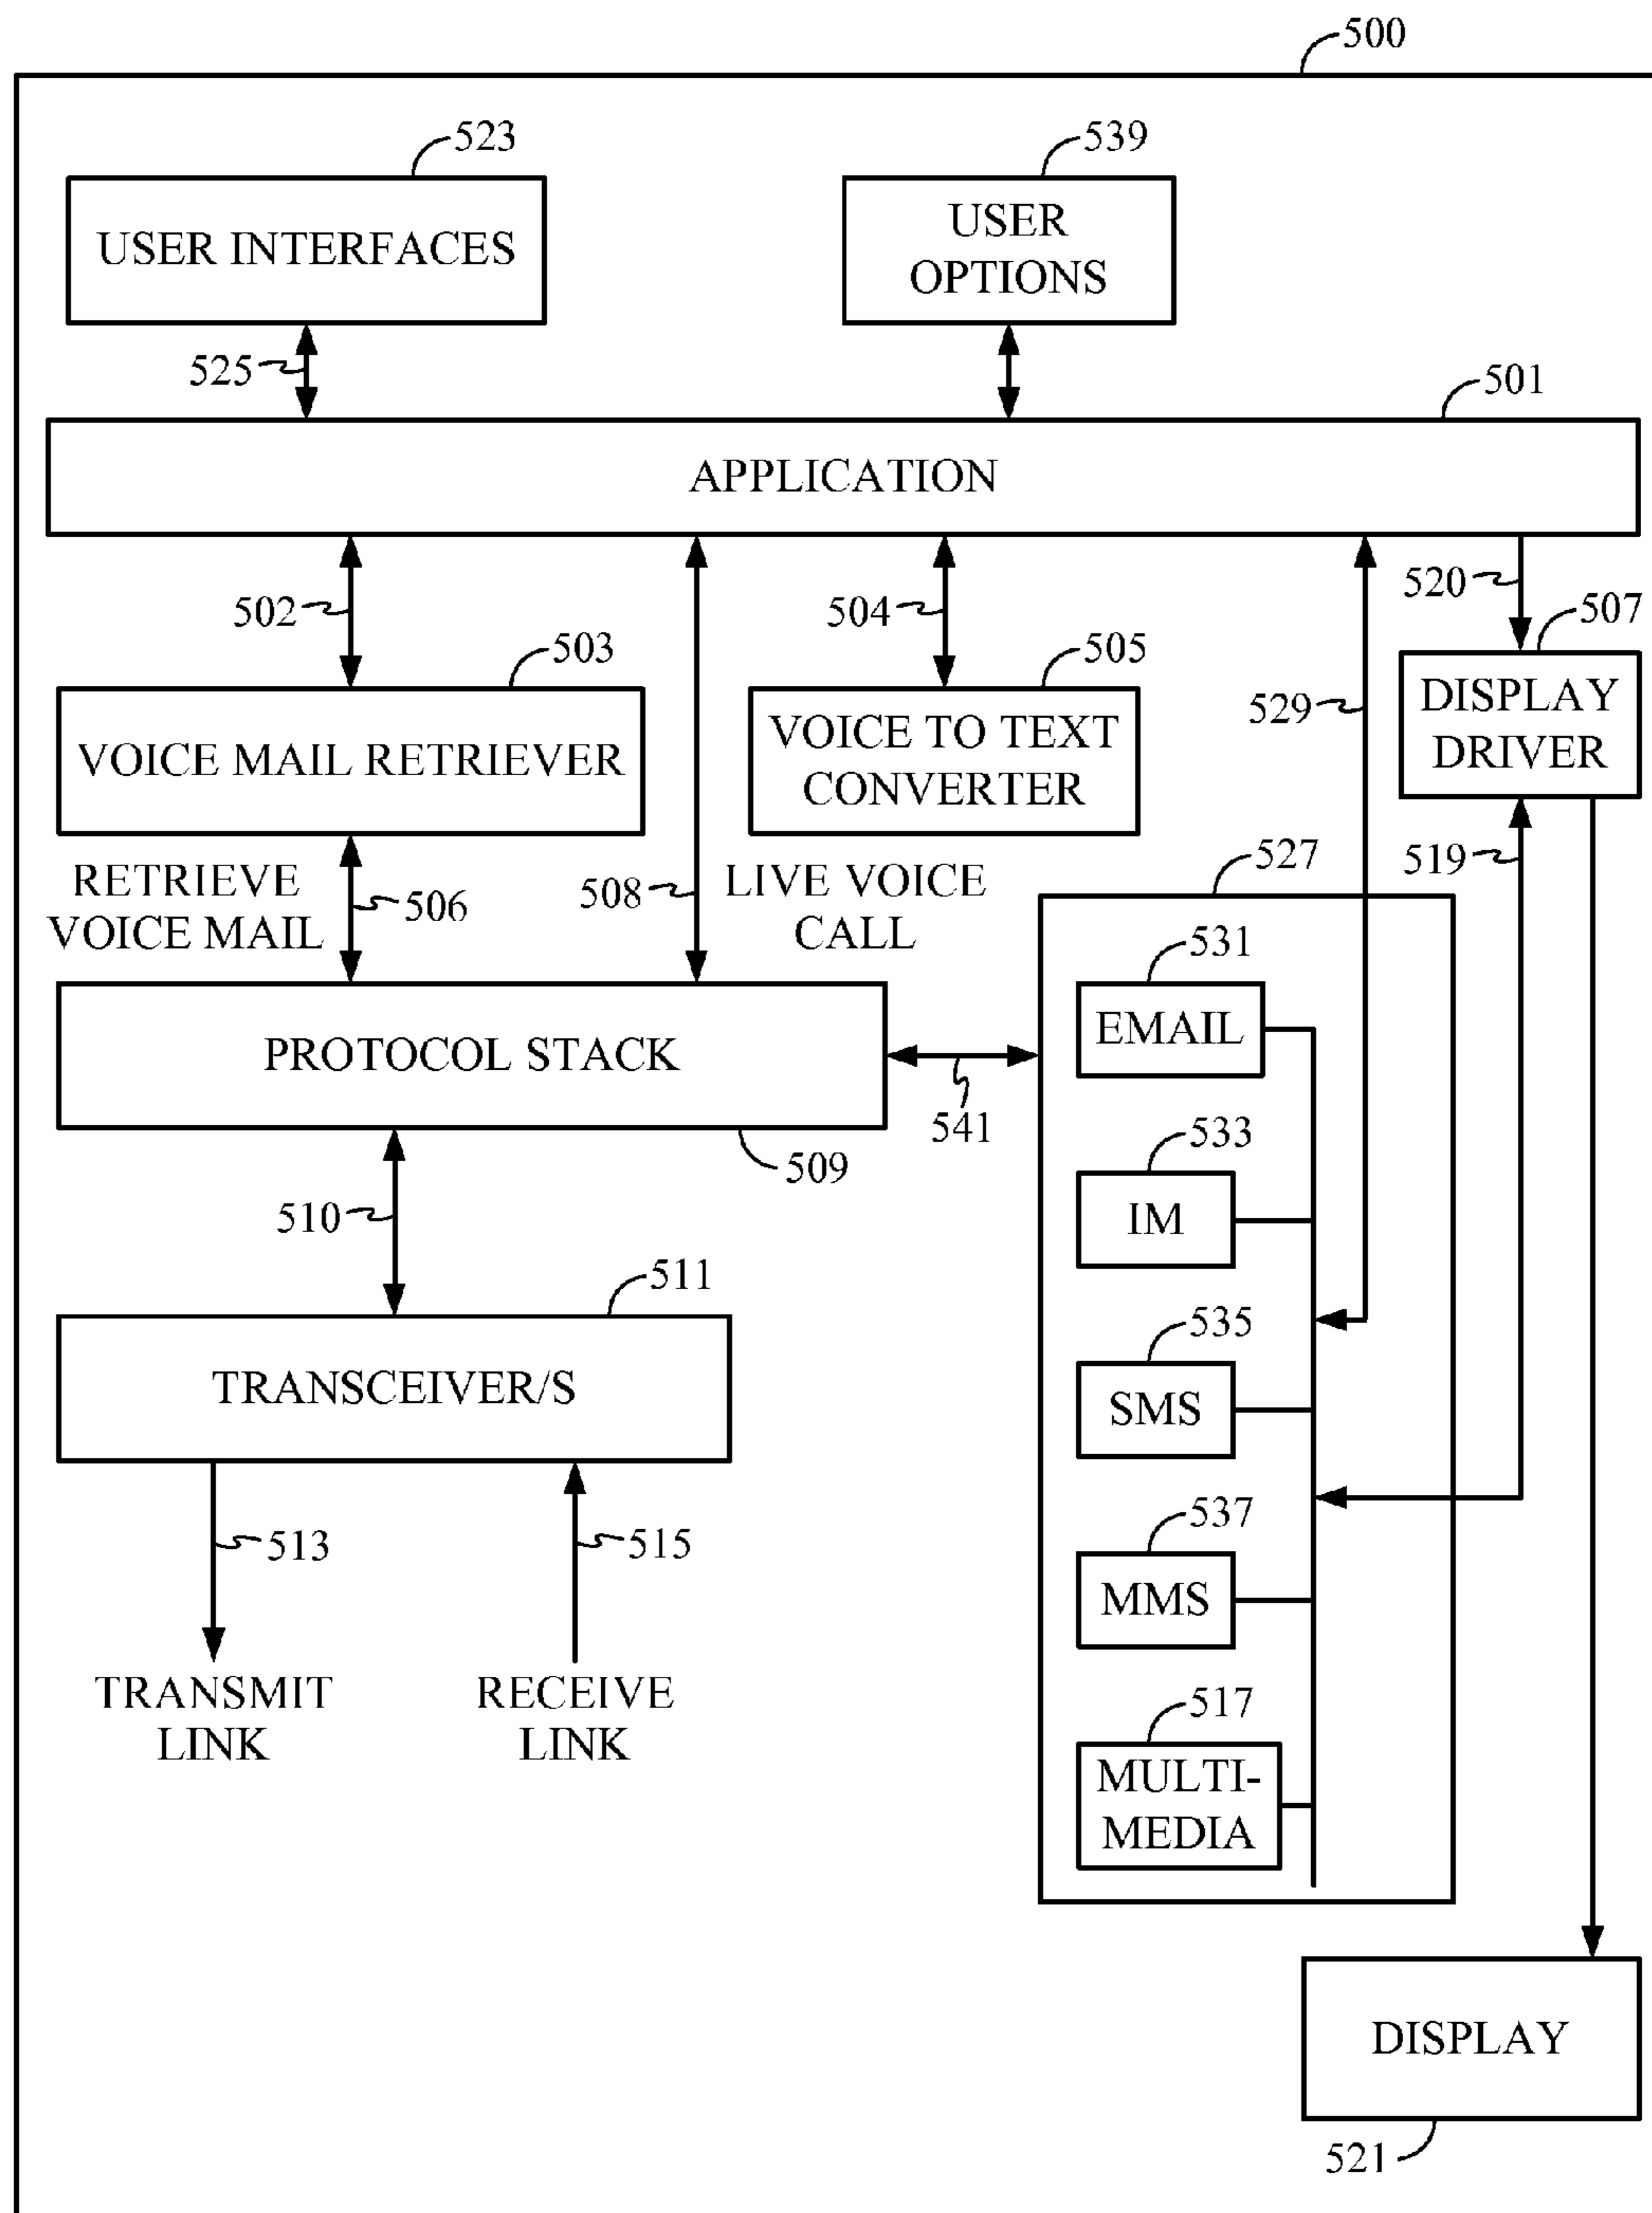 500
523
539
USER INTERFACES
USER
OPTIONS
525
501
APPLICATION
502
504
520
507
503
505
529
DISPLAY
DRIVER
VOICE MAIL RETRIEVER
VOICE TO TEXT
CONVERTER
519
527
RETRIEVE
VOICE MAIL
506
508
LIVE VOICE
CALL
531
EMAIL
PROTOCOL STACK
541
509
533
IM
510
511
535
TRANSCEIVER/S
SMS
513
515
537
MMS
TRANSMIT
LINK
RECEIVE
LINK
517
MULTI-
MEDIA
DISPLAY
521